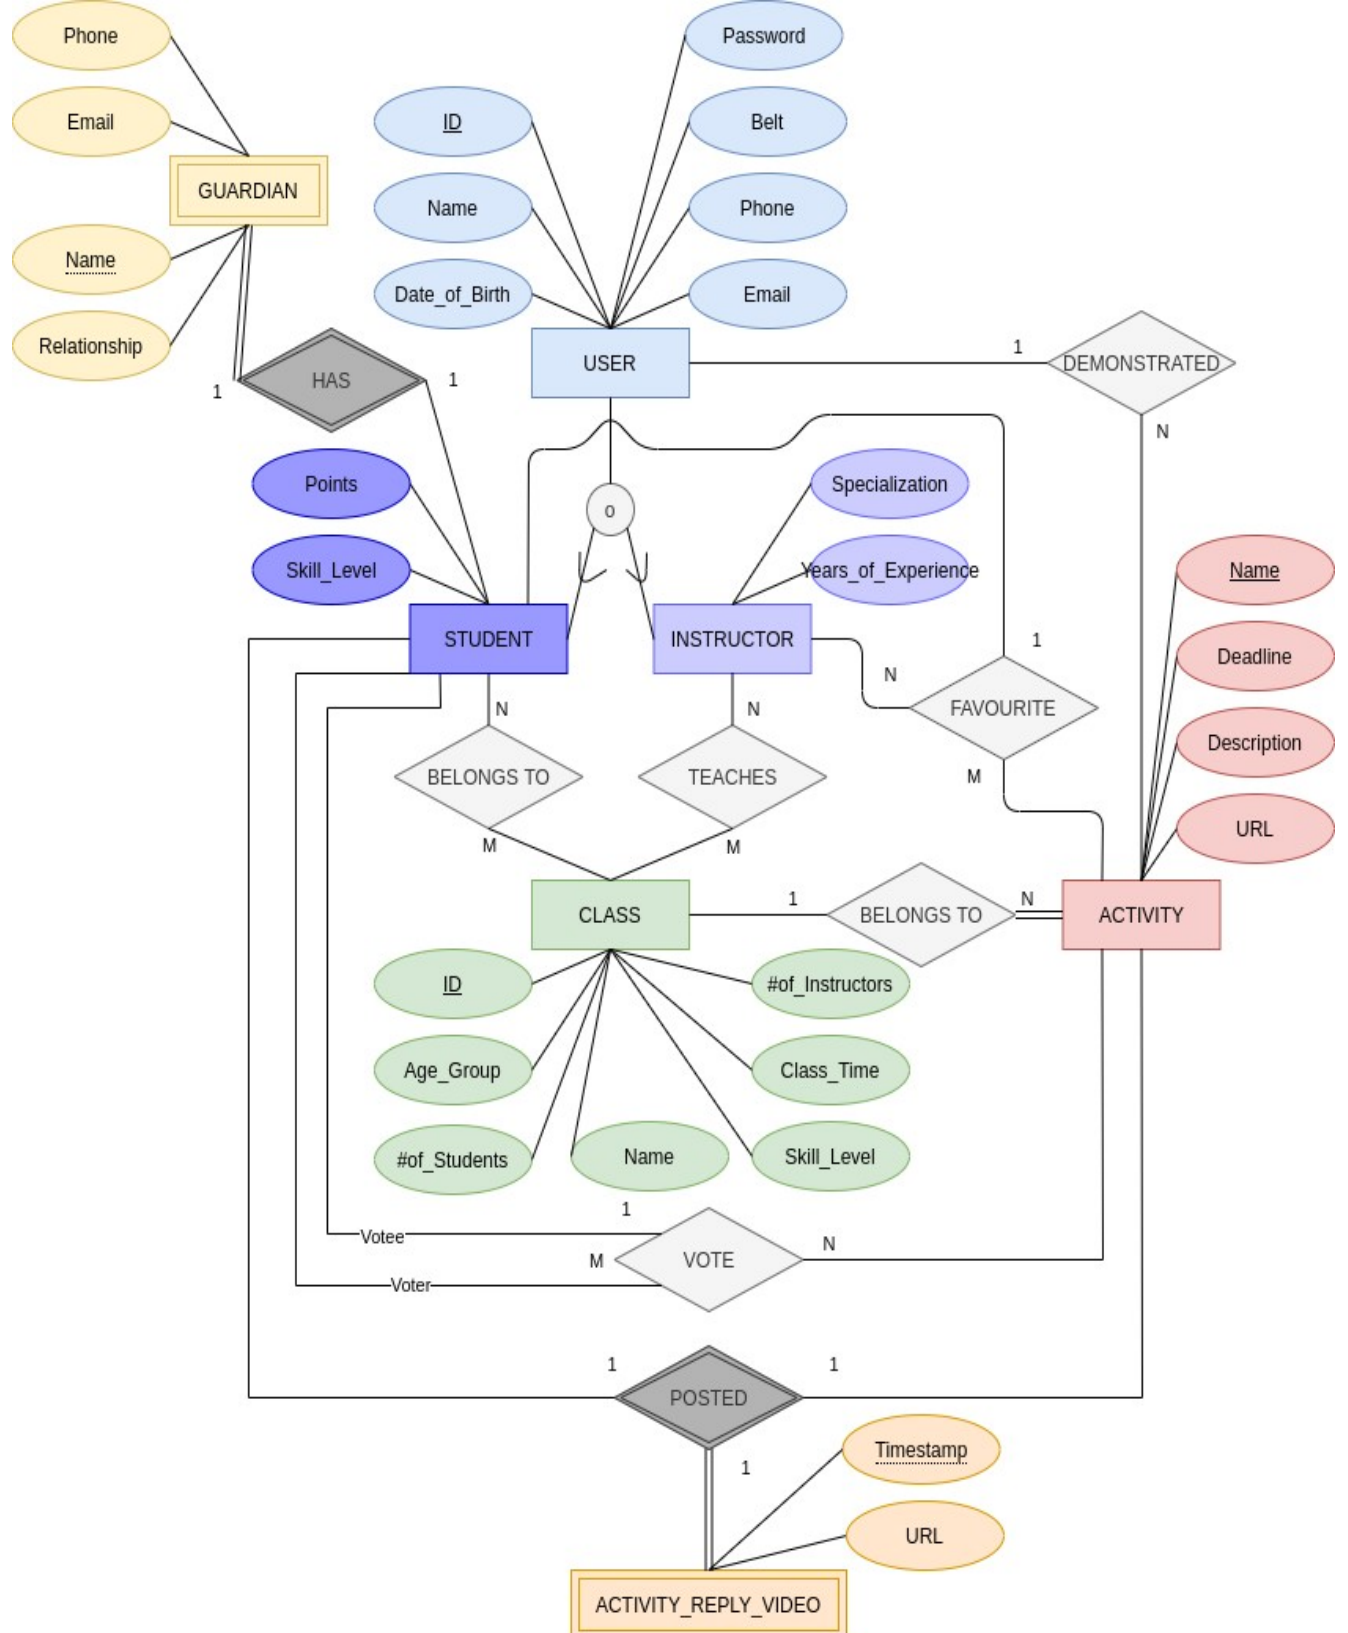 Phone
Password
Email
ID
Belt
GUARDIAN
Name
Phone
Name
Date_of_Birth
Email
Relationship
USER
1
DEMONSTRATED
HAS
1
1
N
Points
Specialization
o
Skill_Level
Years_of_Experience
Name
STUDENT
INSTRUCTOR
1
Deadline
N
N
N
FAVOURITE
Description
BELONGS TO
TEACHES
M
M
M
URL
CLASS
1
BELONGS TO
N
ACTIVITY
ID
#of_Instructors
Age_Group
Class_Time
#of_Students
Name
Skill_Level
1
Votee
M
VOTE
N
Voter
1
1
POSTED
Timestamp
1
URL
ACTIVITY_REPLY_VIDEO